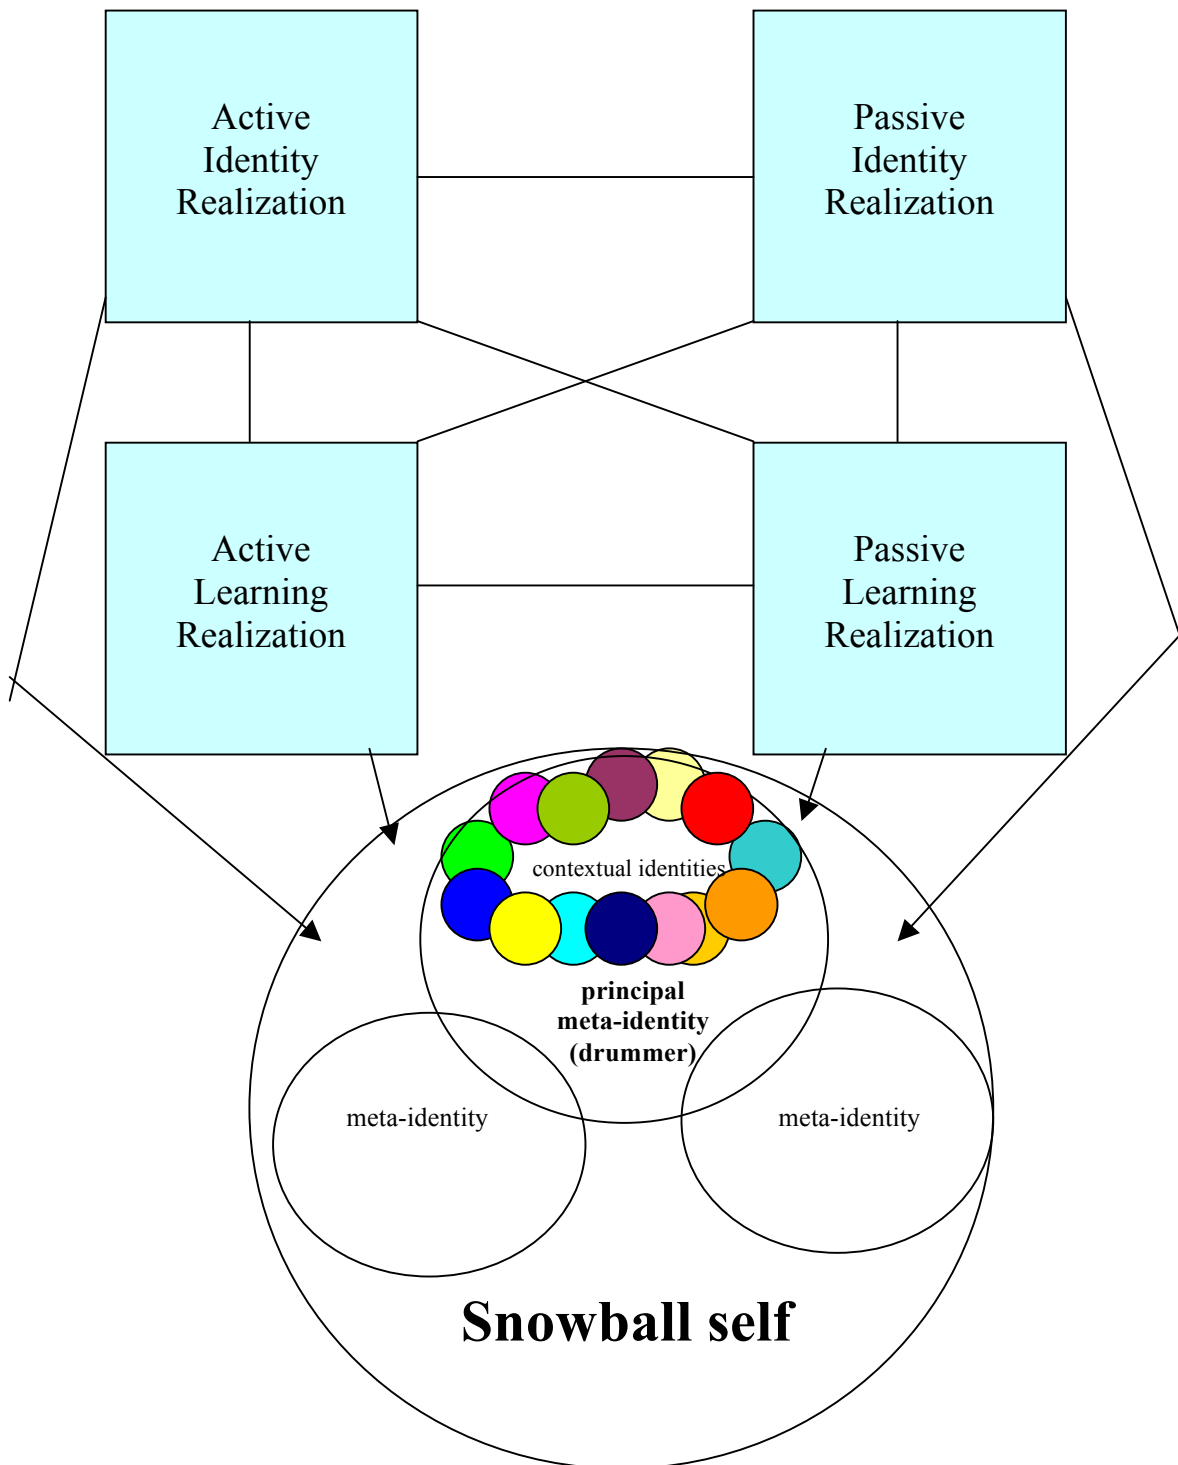 Active
Identity
Realization
Passive
Identity
Realization
Active
Learning
Realization
Passive
Learning
Realization
contextual identities
principal
meta-identity
(drummer)
meta-identity
meta-identity
Snowball self